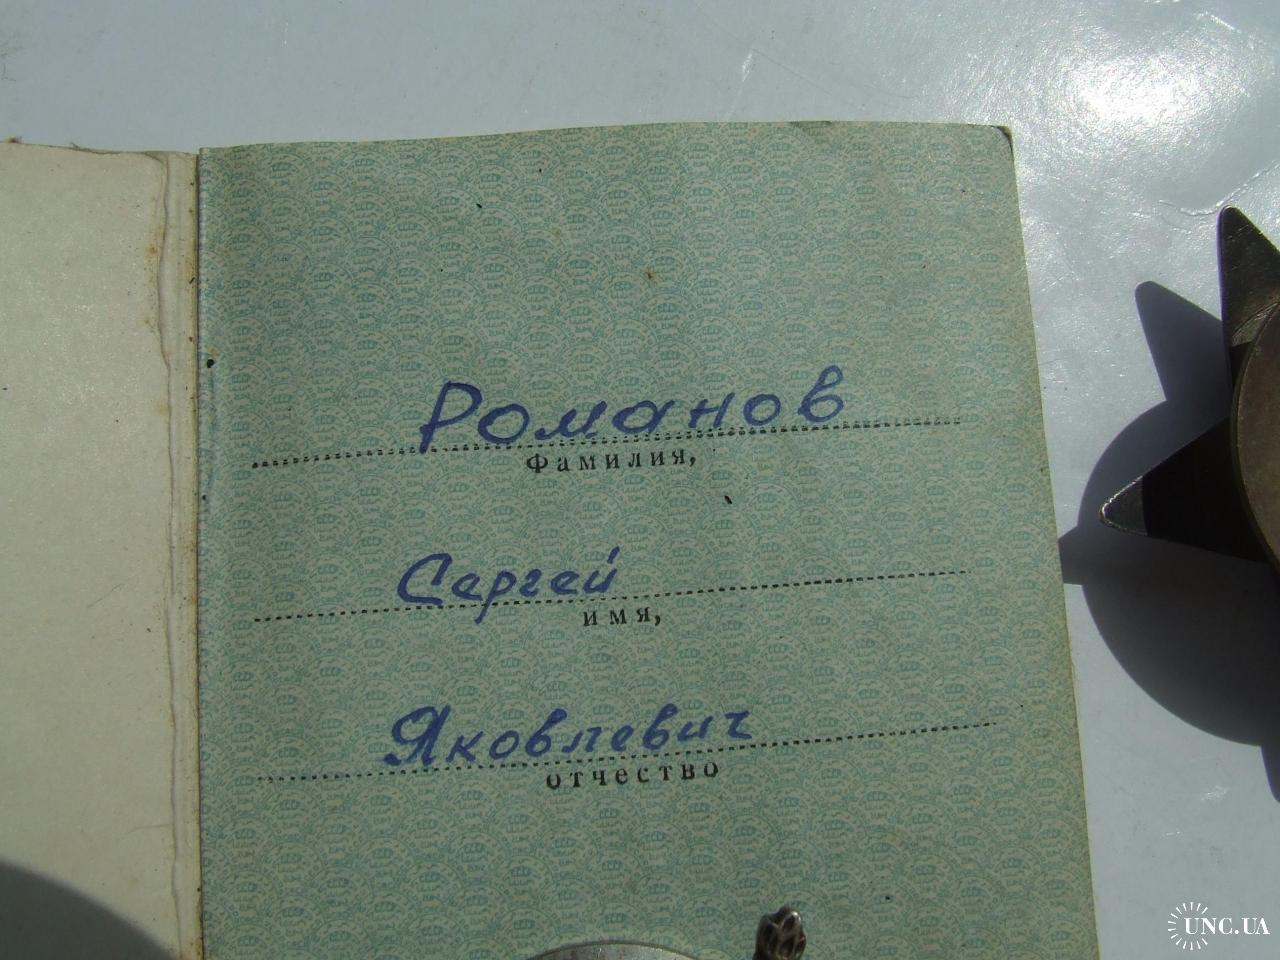 Романов
Фамилия,
Сергей
имя,
Яковлевич
отчество
UNC.UA